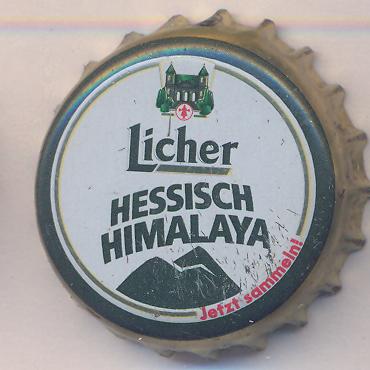 Licher
HESSISCH
HIMALAYA
Jetzt sammeln!